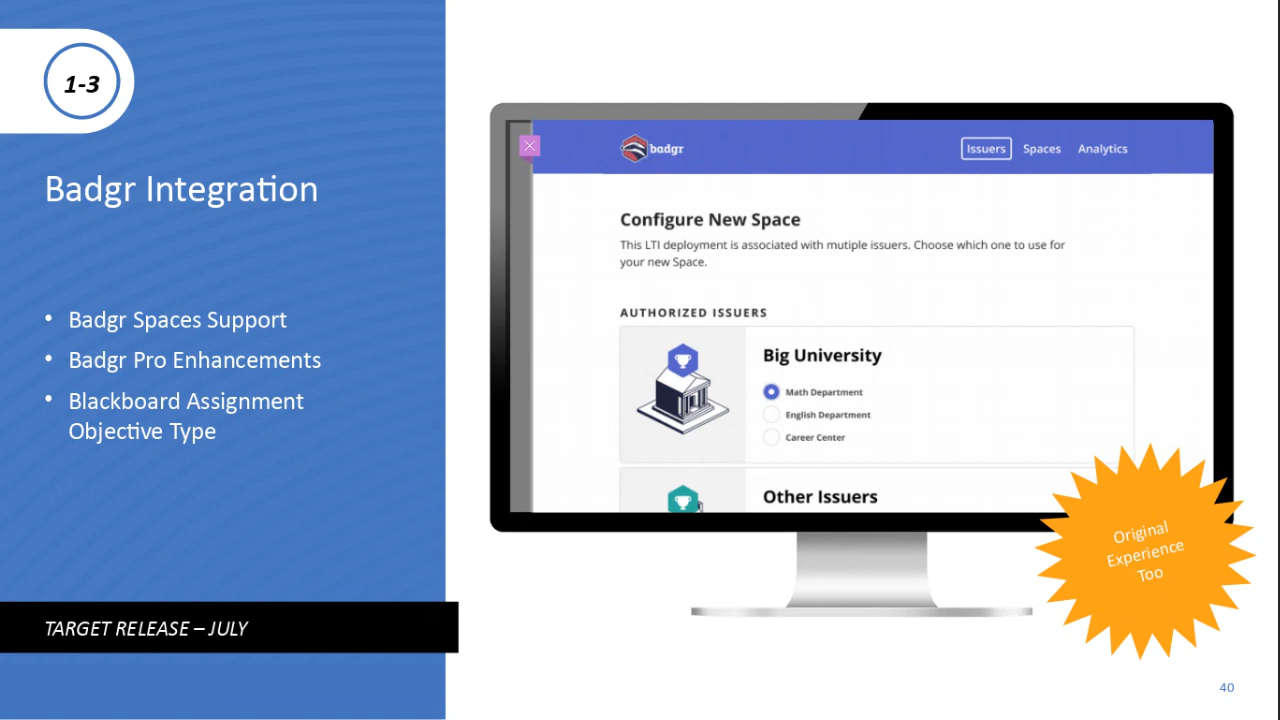 1-3
Badgr Integration
• Badgr Spaces Support
• Badgr Pro Enhancements
• Blackboard Assignment
Objective Type
TARGET RELEASE – JULY
badgr
Issuers Spaces Analytics
Configure New Space
This LTI deployment is associated with mutiple issuers. Choose which one to use for
your new Space.
AUTHORIZED ISSUERS
Big University
Math Department
English Department
Career Center
Other Issuers
Original
Experience
Too
40